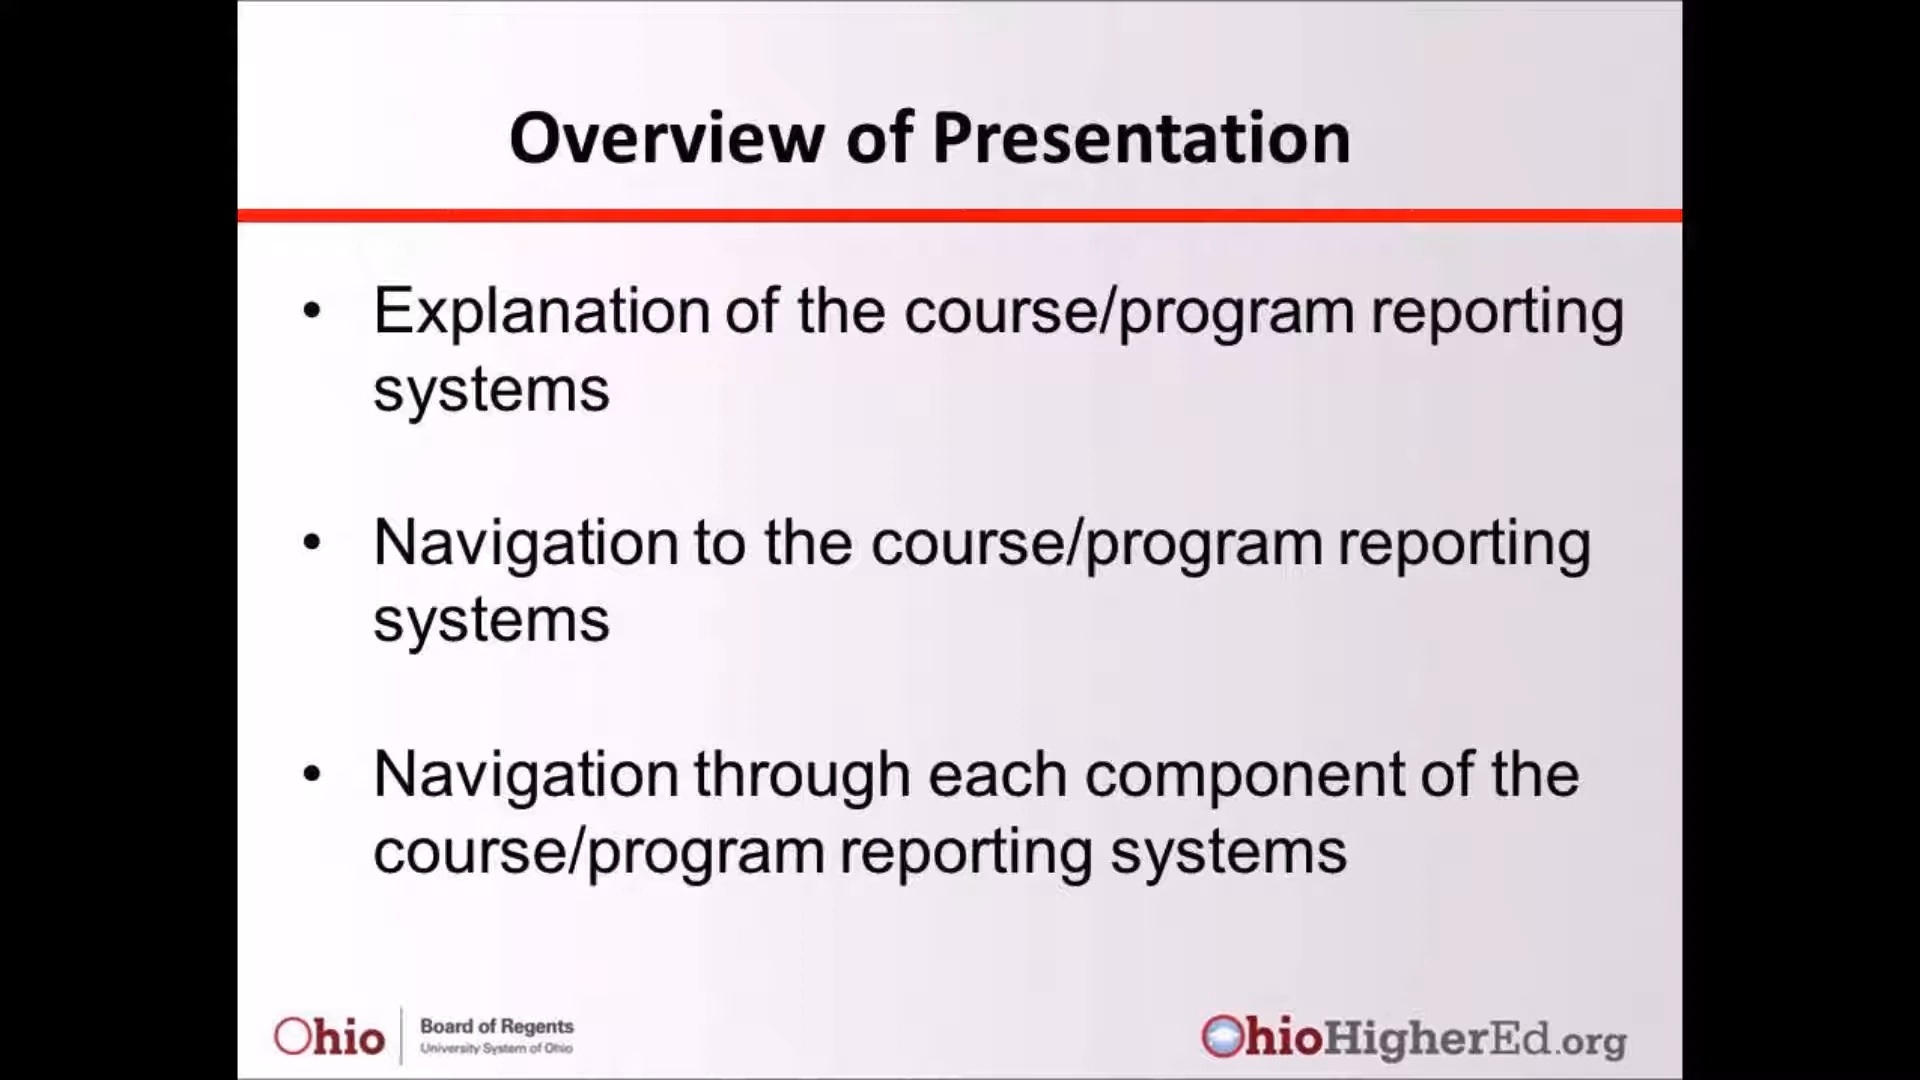 Overview of Presentation
• Explanation of the course/program reporting
systems
• Navigation to the course/program reporting
systems
• Navigation through each component of the
course/program reporting systems
Ohio
Board of Regents
University System of Ohio
OhioHigherEd.org